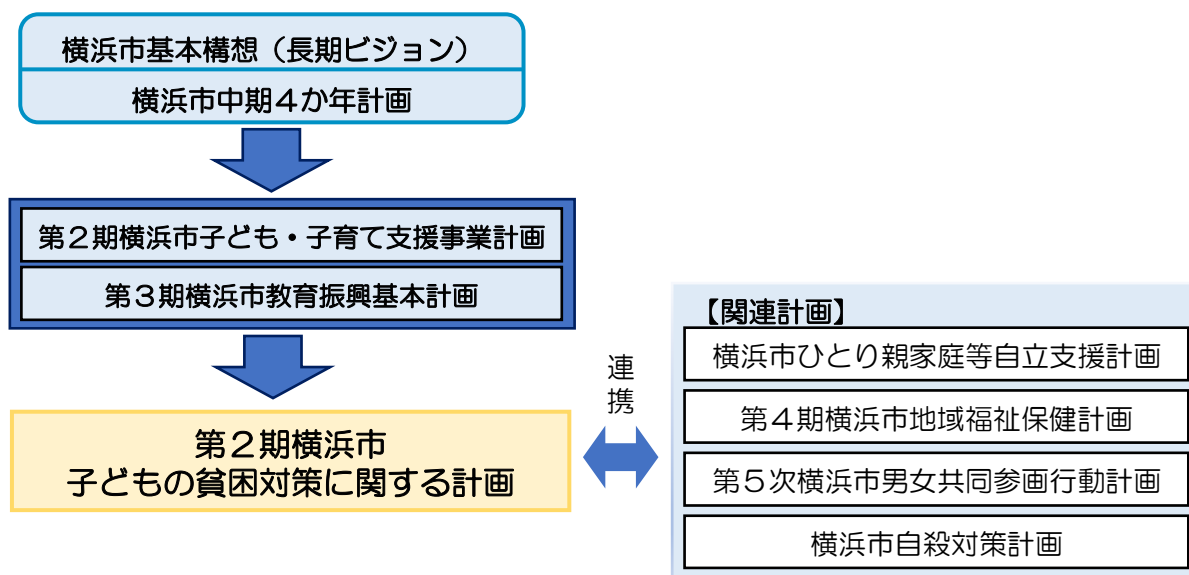 横浜市基本構想（長期ビジョン）
横浜市中期４か年計画
第２期横浜市子ども・子育て支援事業計画
第３期横浜市教育振興基本計画
第２期横浜市
子どもの貧困対策に関する計画
連携
【関連計画】
横浜市ひとり親家庭等自立支援計画
第４期横浜市地域福祉保健計画
第５次横浜市男女共同参画行動計画
横浜市自殺対策計画